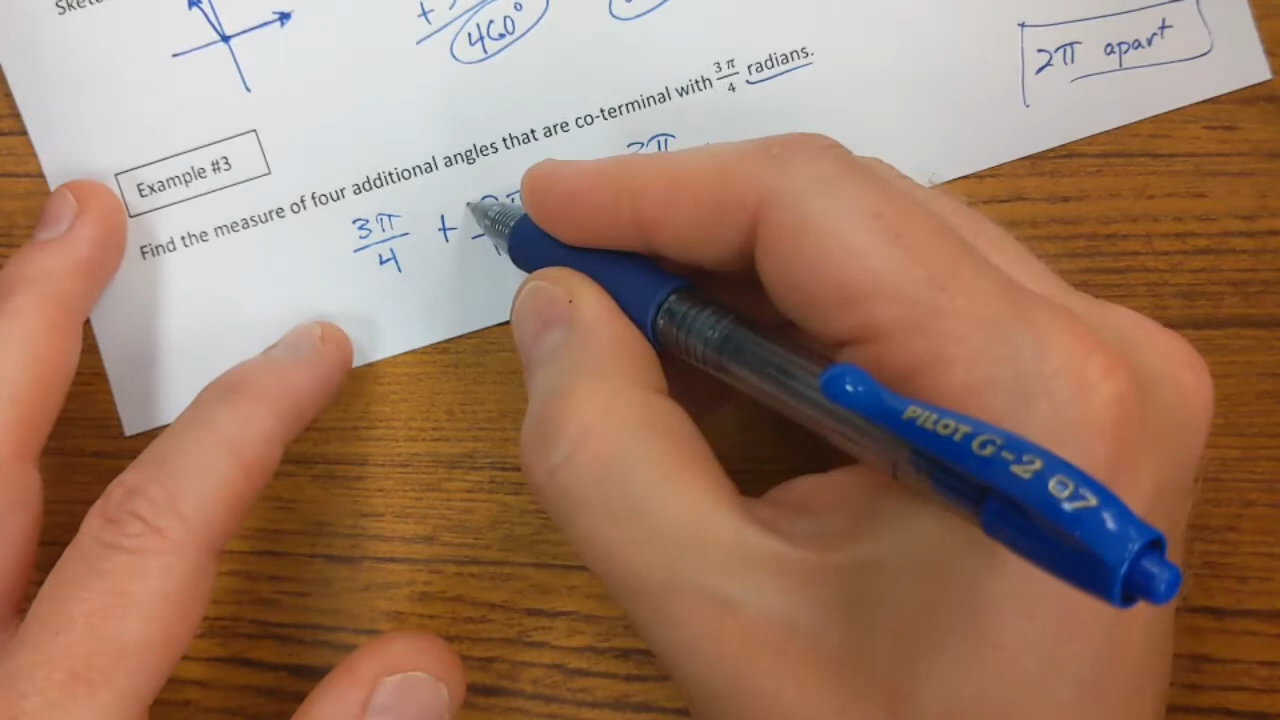 460°
2π apart
Find the measure of four additional angles that are co-terminal with 3π/4 radians.
Example #3
3π/4 +
PILOT G-2 07